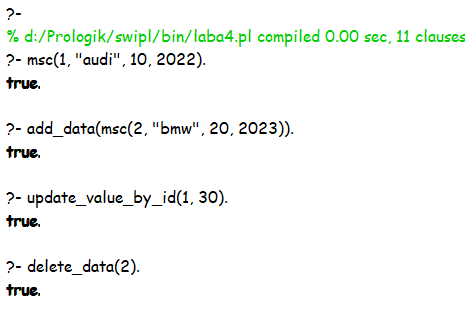 ?-
% d:/Prologik/swipl/bin/laba4.pl compiled 0.00 sec, 11 clauses
?- msc(1, "audi", 10, 2022).
true.
?- add_data(msc(2, "bmw", 20, 2023)).
true.
?- update_value_by_id(1, 30).
true.
?- delete_data(2).
true.